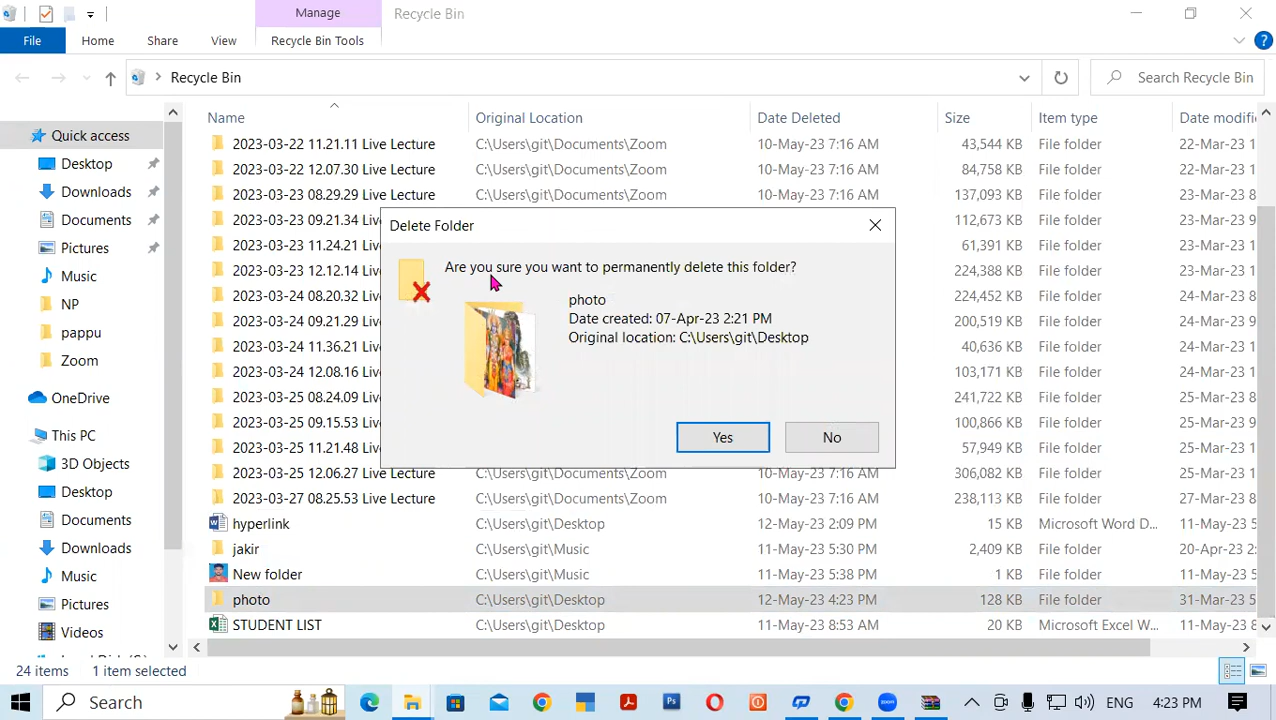 Manage
Recycle Bin
File
Home
Share
View
Recycle Bin Tools
Recycle Bin
Search Recycle Bin
Name
Original Location
Date Deleted
Size
Item type
Date modif
Quick access
Desktop
Downloads
Documents
Pictures
Music
NP
pappu
Zoom
OneDrive
This PC
3D Objects
Desktop
Documents
Downloads
Music
Pictures
Videos
2023-03-22 11.21.11 Live Lecture C:\Users\git\Documents\Zoom 10-May-23 7:16 AM 43,544 KB File folder 22-Mar-23 1
2023-03-22 12.07.30 Live Lecture C:\Users\git\Documents\Zoom 10-May-23 7:16 AM 84,758 KB File folder 22-Mar-23 1
2023-03-23 08.29.29 Live Lecture C:\Users\git\Documents\Zoom 10-May-23 7:16 AM 137,093 KB File folder 23-Mar-23 9
2023-03-23 09.21.34 112,673 KB File folder 23-Mar-23 1
2023-03-23 11.24.21 61,391 KB File folder 23-Mar-23 1
2023-03-23 12.12.14 224,388 KB File folder 23-Mar-23 1
2023-03-24 08.20.32 224,452 KB File folder 24-Mar-23 9
2023-03-24 09.21.29 200,519 KB File folder 24-Mar-23 1
2023-03-24 11.36.21 40,636 KB File folder 24-Mar-23 1
2023-03-24 12.08.16 103,171 KB File folder 24-Mar-23 1
2023-03-25 08.24.09 241,722 KB File folder 25-Mar-23 9
2023-03-25 09.15.53 100,866 KB File folder 25-Mar-23 1
2023-03-25 11.21.48 57,949 KB File folder 25-Mar-23 1
2023-03-25 12.06.27 Live Lecture C:\Users\git\Documents\Zoom 10-May-23 7:16 AM 306,082 KB File folder 25-Mar-23 1
2023-03-27 08.25.53 Live Lecture C:\Users\git\Documents\Zoom 10-May-23 7:16 AM 238,113 KB File folder 27-Mar-23 9
hyperlink C:\Users\git\Desktop 12-May-23 2:09 PM 15 KB Microsoft Word D... 11-May-23 5
jakir C:\Users\git\Music 11-May-23 5:30 PM 2,409 KB File folder 20-Apr-23 2:
New folder C:\Users\git\Music 11-May-23 5:38 PM 1 KB File folder 11-May-23 5
photo C:\Users\git\Desktop 12-May-23 4:23 PM 128 KB File folder 31-Mar-23 5
STUDENT LIST C:\Users\git\Desktop 11-May-23 8:53 AM 20 KB Microsoft Excel W... 11-May-23 8
Delete Folder
Are you sure you want to permanently delete this folder?
photo
Date created: 07-Apr-23 2:21 PM
Original location: C:\Users\git\Desktop
Yes
No
24 items
1 item selected
Search
Ps
zoom
ENG
4:23 PM